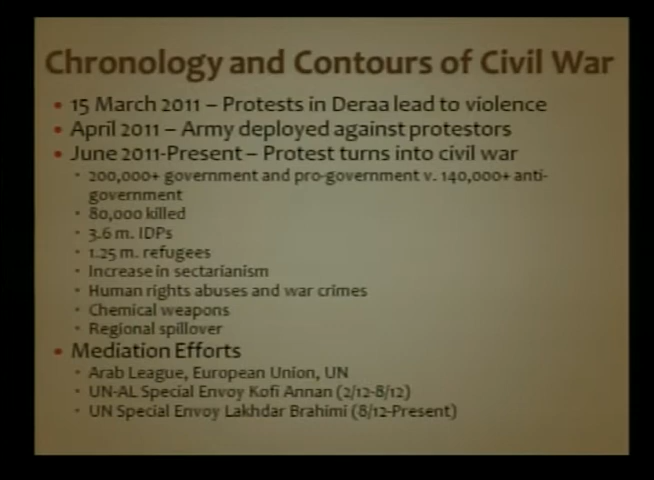 Chronology and Contours of Civil War
• 15 March 2011 – Protests in Deraa lead to violence
• April 2011 – Army deployed against protestors
• June 2011-Present – Protest turns into civil war
• 200,000+ government and pro-government v. 140,000+ anti-
government
• 80,000 killed
• 3.6 m. IDPs
• 1.25 m. refugees
• Increase in sectarianism
• Human rights abuses and war crimes
• Chemical weapons
• Regional spillover
• Mediation Efforts
• Arab League, European Union, UN
• UN-AL Special Envoy Kofi Annan (2/12-8/12)
• UN Special Envoy Lakhdar Brahimi (8/12-Present)